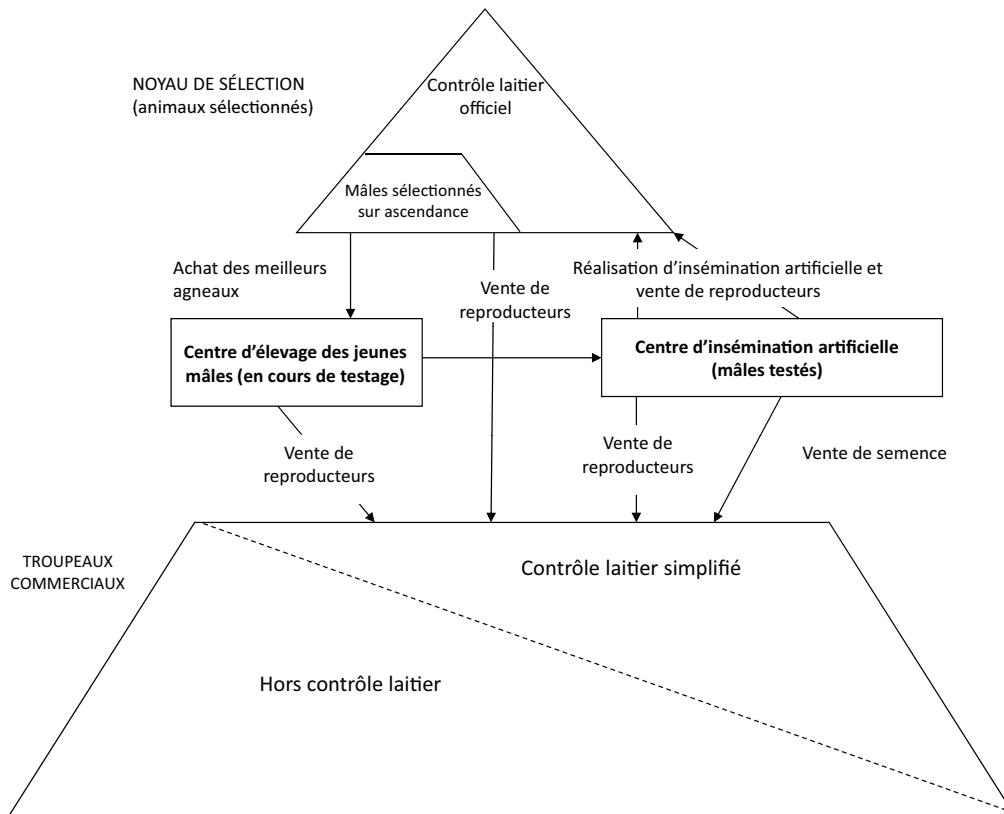 NOYAU DE SÉLECTION
(animaux sélectionnés)
Contrôle laitier
officiel
Mâles sélectionnés
sur ascendance
Achat des meilleurs
agneaux
Vente de
reproducteurs
Réalisation d’insémination artificielle et
vente de reproducteurs
Centre d’élevage des jeunes
mâles (en cours de testage)
Centre d’insémination artificielle
(mâles testés)
Vente de
reproducteurs
Vente de
reproducteurs
Vente de semence
TROUPEAUX
COMMERCIAUX
Contrôle laitier simplifié
Hors contrôle laitier